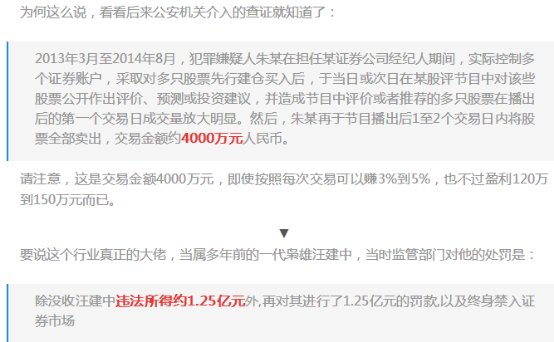 为何这么说，看看后来公安机关介入的查证就知道了：
2013年3月至2014年8月，犯罪嫌疑人朱某在担任某证券公司经纪人期间，实际控制多
个证券账户，采取对多只股票先行建仓买入后，于当日或次日在某股评节目中对该些
股票公开作出评价、预测或投资建议，并造成节目中评价或者推荐的多只股票在播出
后的第一个交易日成交量放大明显。然后，朱某再于节目播出后1至2个交易日内将股
票全部卖出，交易金额约4000万元人民币。
请注意，这是交易金额4000万元，即使按照每次交易可以赚3%到5%，也不过盈利120万
到150万元而已。
▼
要说这个行业真正的大佬，当属多年前的一代枭雄汪建中，当时监管部门对他的处罚是：
除没收汪建中违法所得约1.25亿元外,再对其进行了1.25亿元的罚款,以及终身禁入证
券市场